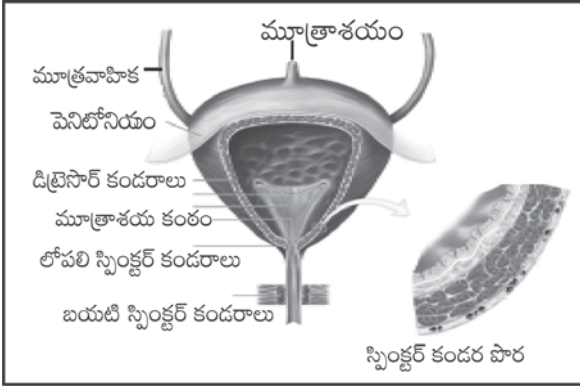 మూత్రాశయం
మూత్రవాహిక
పెనిటోనియం
డిట్రెసొర్ కండరాలు
మూత్రాశయ కంఠం
లోపలి స్పింక్టర్ కండరాలు
బయటి స్పింక్టర్ కండరాలు
స్పింక్టర్ కండర పొర